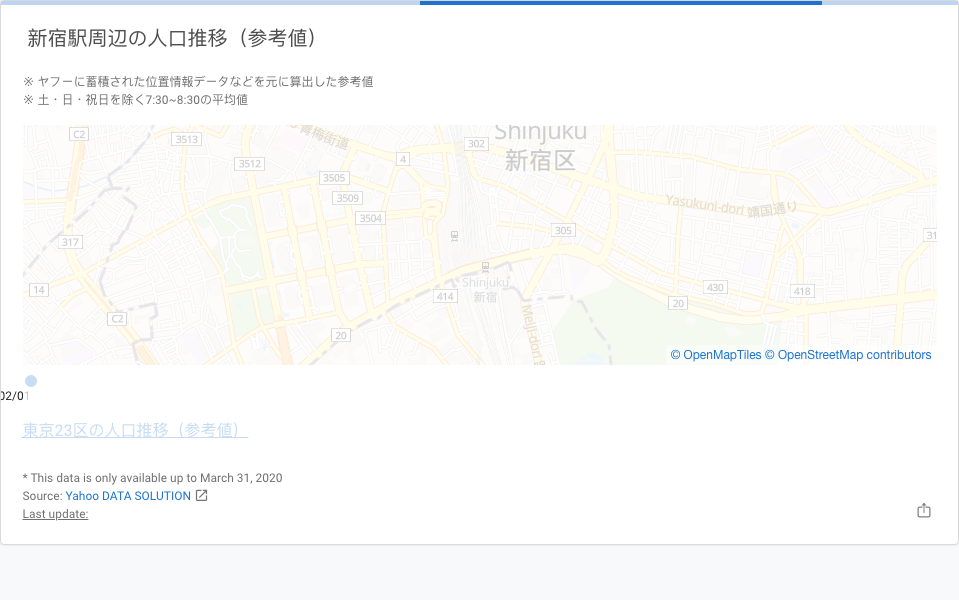 新宿駅周辺の人口推移（参考値）
※ ヤフーに蓄積された位置情報データなどを元に算出した参考値
※ 土・日・祝日を除く7:30~8:30の平均値
C2
3513
青梅街道
302
Shinjuku
新宿区
3512
4
3505
3509
3504
Yasukuni-dori 靖国通り
305
317
31
14
Shinjuku
新宿
414
430
418
20
C2
20
Meiji-dori
© OpenMapTiles © OpenStreetMap contributors
02/01
東京23区の人口推移（参考値）
* This data is only available up to March 31, 2020
Source: Yahoo DATA SOLUTION
Last update: